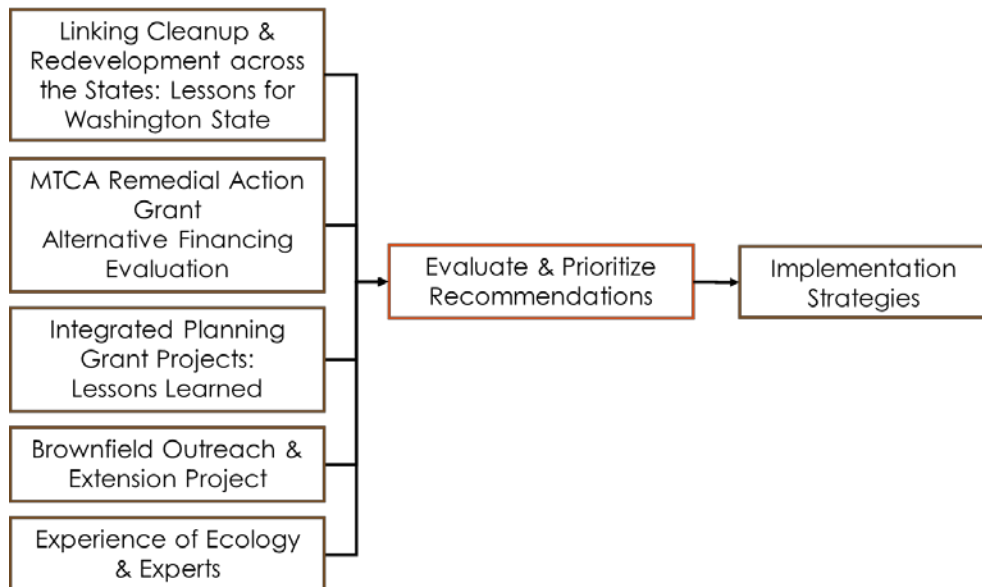 Linking Cleanup &
Redevelopment across
the States: Lessons for
Washington State
MTCA Remedial Action
Grant
Alternative Financing
Evaluation
Integrated Planning
Grant Projects:
Lessons Learned
Brownfield Outreach &
Extension Project
Experience of Ecology
& Experts
Evaluate & Prioritize
Recommendations
Implementation
Strategies